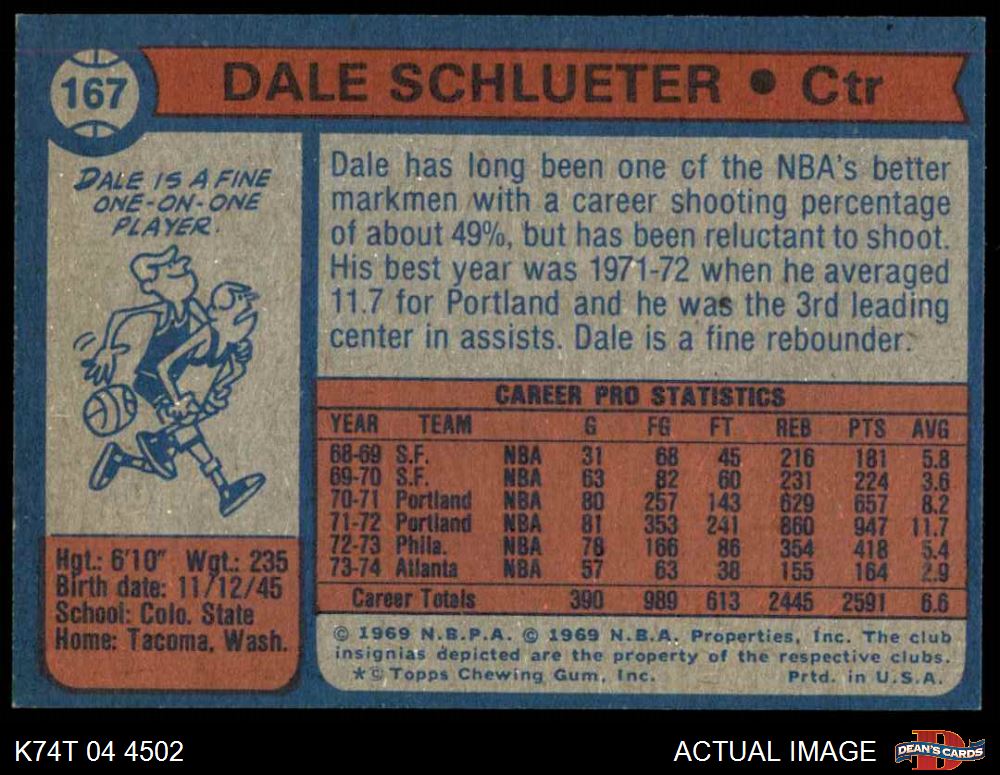 167
DALE SCHLUETER • Ctr
DALE IS A FINE
ONE-ON-ONE
PLAYER.
Dale has long been one of the NBA's better
markmen with a career shooting percentage
of about 49%, but has been reluctant to shoot.
His best year was 1971-72 when he averaged
11.7 for Portland and he was the 3rd leading
center in assists. Dale is a fine rebounder.
CAREER PRO STATISTICS
YEAR TEAM G FG FT REB PTS AVG
68-69 S.F. NBA 31 68 45 216 181 5.8
69-70 S.F. NBA 63 82 60 231 224 3.6
70-71 Portland NBA 80 257 143 629 657 8.2
71-72 Portland NBA 81 353 241 860 947 11.7
72-73 Phila. NBA 78 166 86 354 418 5.4
73-74 Atlanta NBA 57 63 38 155 164 2.9
Career Totals 390 989 613 2445 2591 6.6
Hgt.: 6'10" Wgt.: 235
Birth date: 11/12/45
School: Colo. State
Home: Tacoma, Wash.
© 1969 N.B.P.A. © 1969 N.B.A. Properties, Inc. The club
insignias depicted are the property of the respective clubs.
*© Topps Chewing Gum, Inc. Prtd. in U.S.A.
K74T 04 4502
ACTUAL IMAGE
D
DEAN'S CARDS